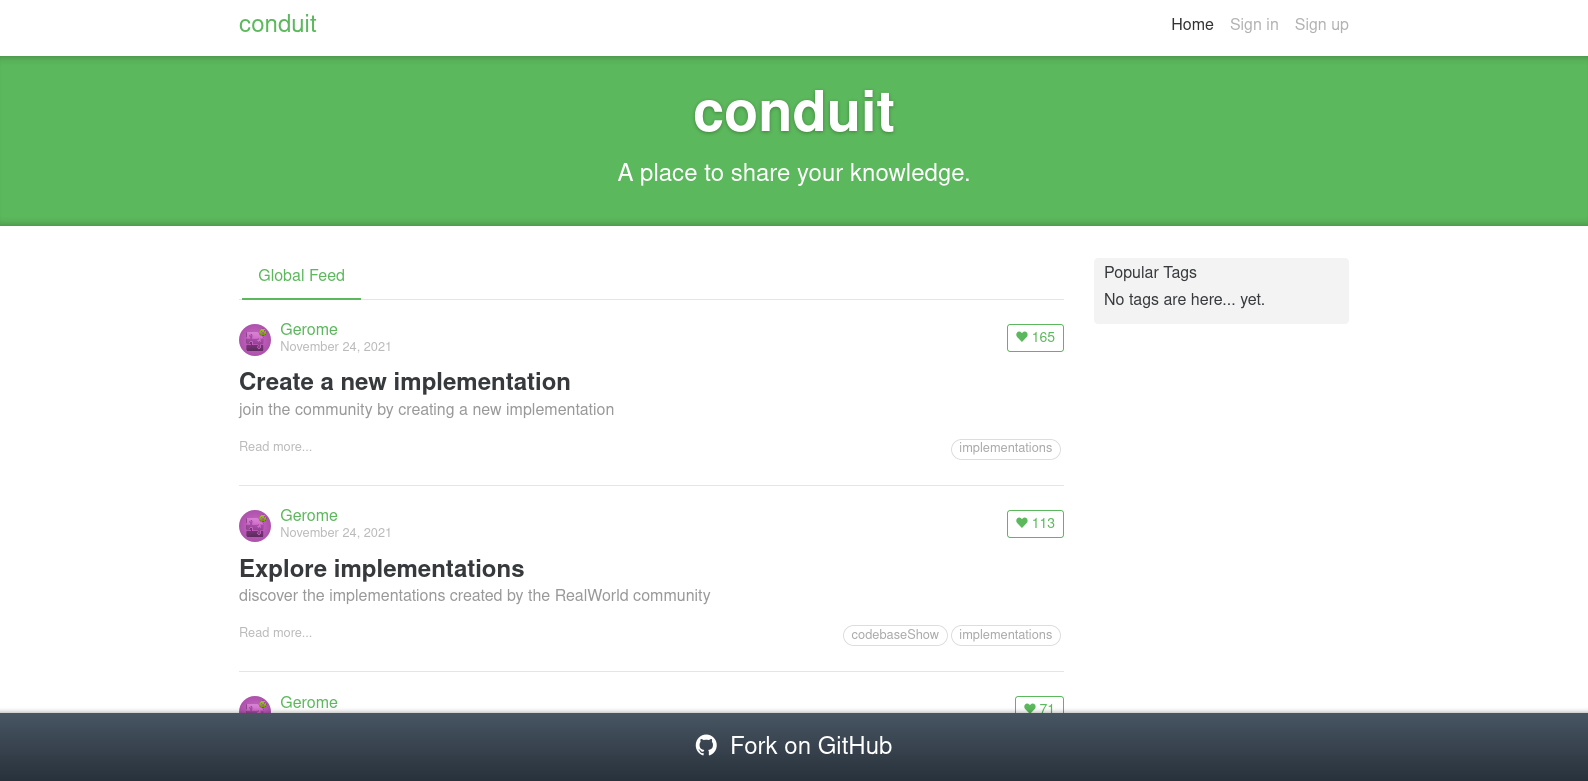 conduit
Home Sign in Sign up
conduit
A place to share your knowledge.
Global Feed
Popular Tags
No tags are here... yet.
Gerome
November 24, 2021
165
Create a new implementation
join the community by creating a new implementation
Read more...
implementations
Gerome
November 24, 2021
113
Explore implementations
discover the implementations created by the RealWorld community
Read more...
codebaseShow implementations
Gerome
71
Fork on GitHub